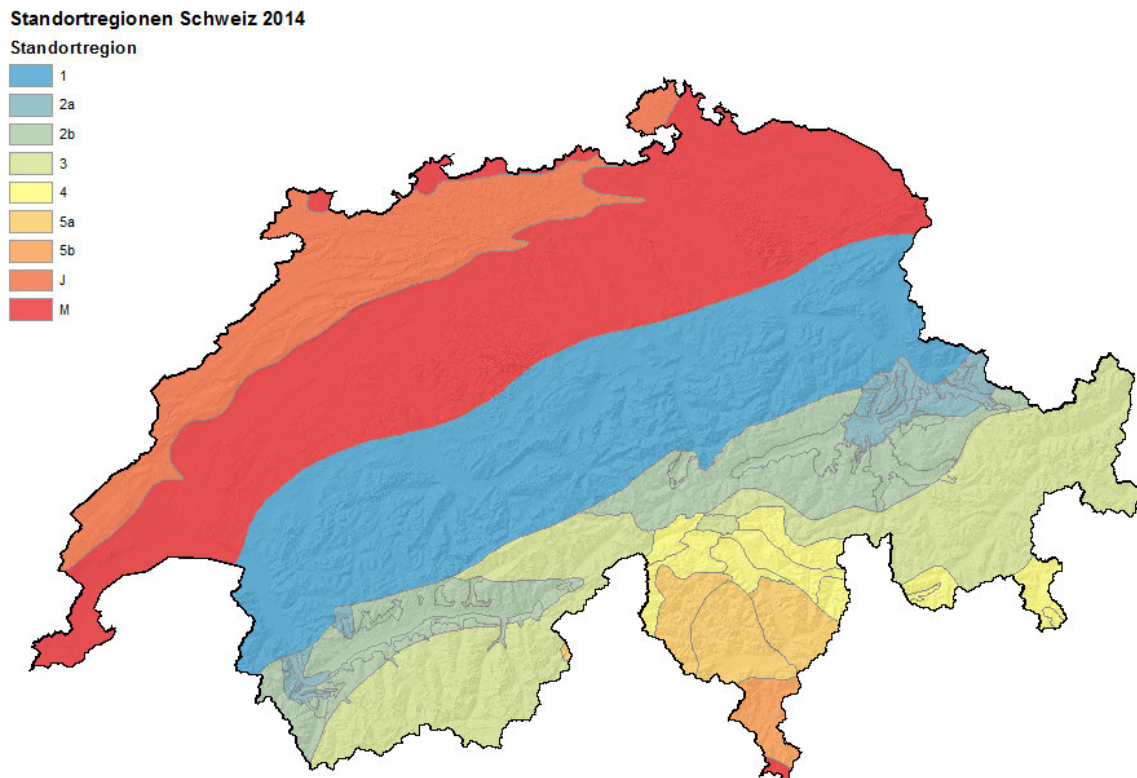 Standortregionen Schweiz 2014
Standortregion
1
2a
2b
3
4
5a
5b
J
M